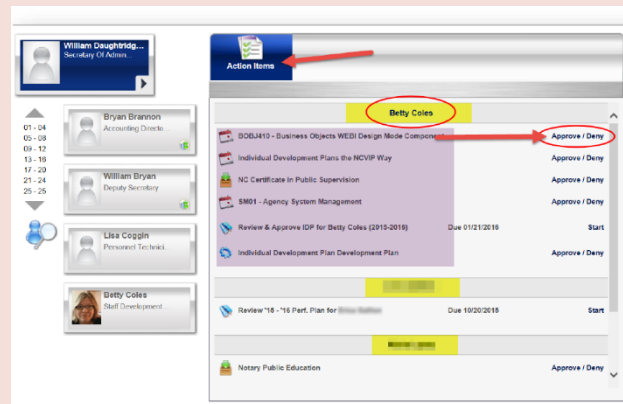 William Daughtridg...
Secretary Of Admin...
Action Items
01 - 04
05 - 08
09 - 12
13 - 16
17 - 20
21 - 24
25 - 25
Bryan Brannon
Accounting Directo...
William Bryan
Deputy Secretary
Lisa Coggin
Personnel Technici...
Betty Coles
Staff Development ...
Betty Coles
BOBJ410 - Business Objects WEBI Design Mode Component Approve / Deny
Individual Development Plans the NCVIP Way Approve / Deny
NC Certificate in Public Supervision Approve / Deny
SM01 - Agency System Management Approve / Deny
Review & Approve IDP for Betty Coles (2015-2016) Due 01/21/2016 Start
Individual Development Plan Development Plan Approve / Deny
Review '15 - '16 Perf. Plan for Due 10/20/2015 Start
Notary Public Education Approve / Deny